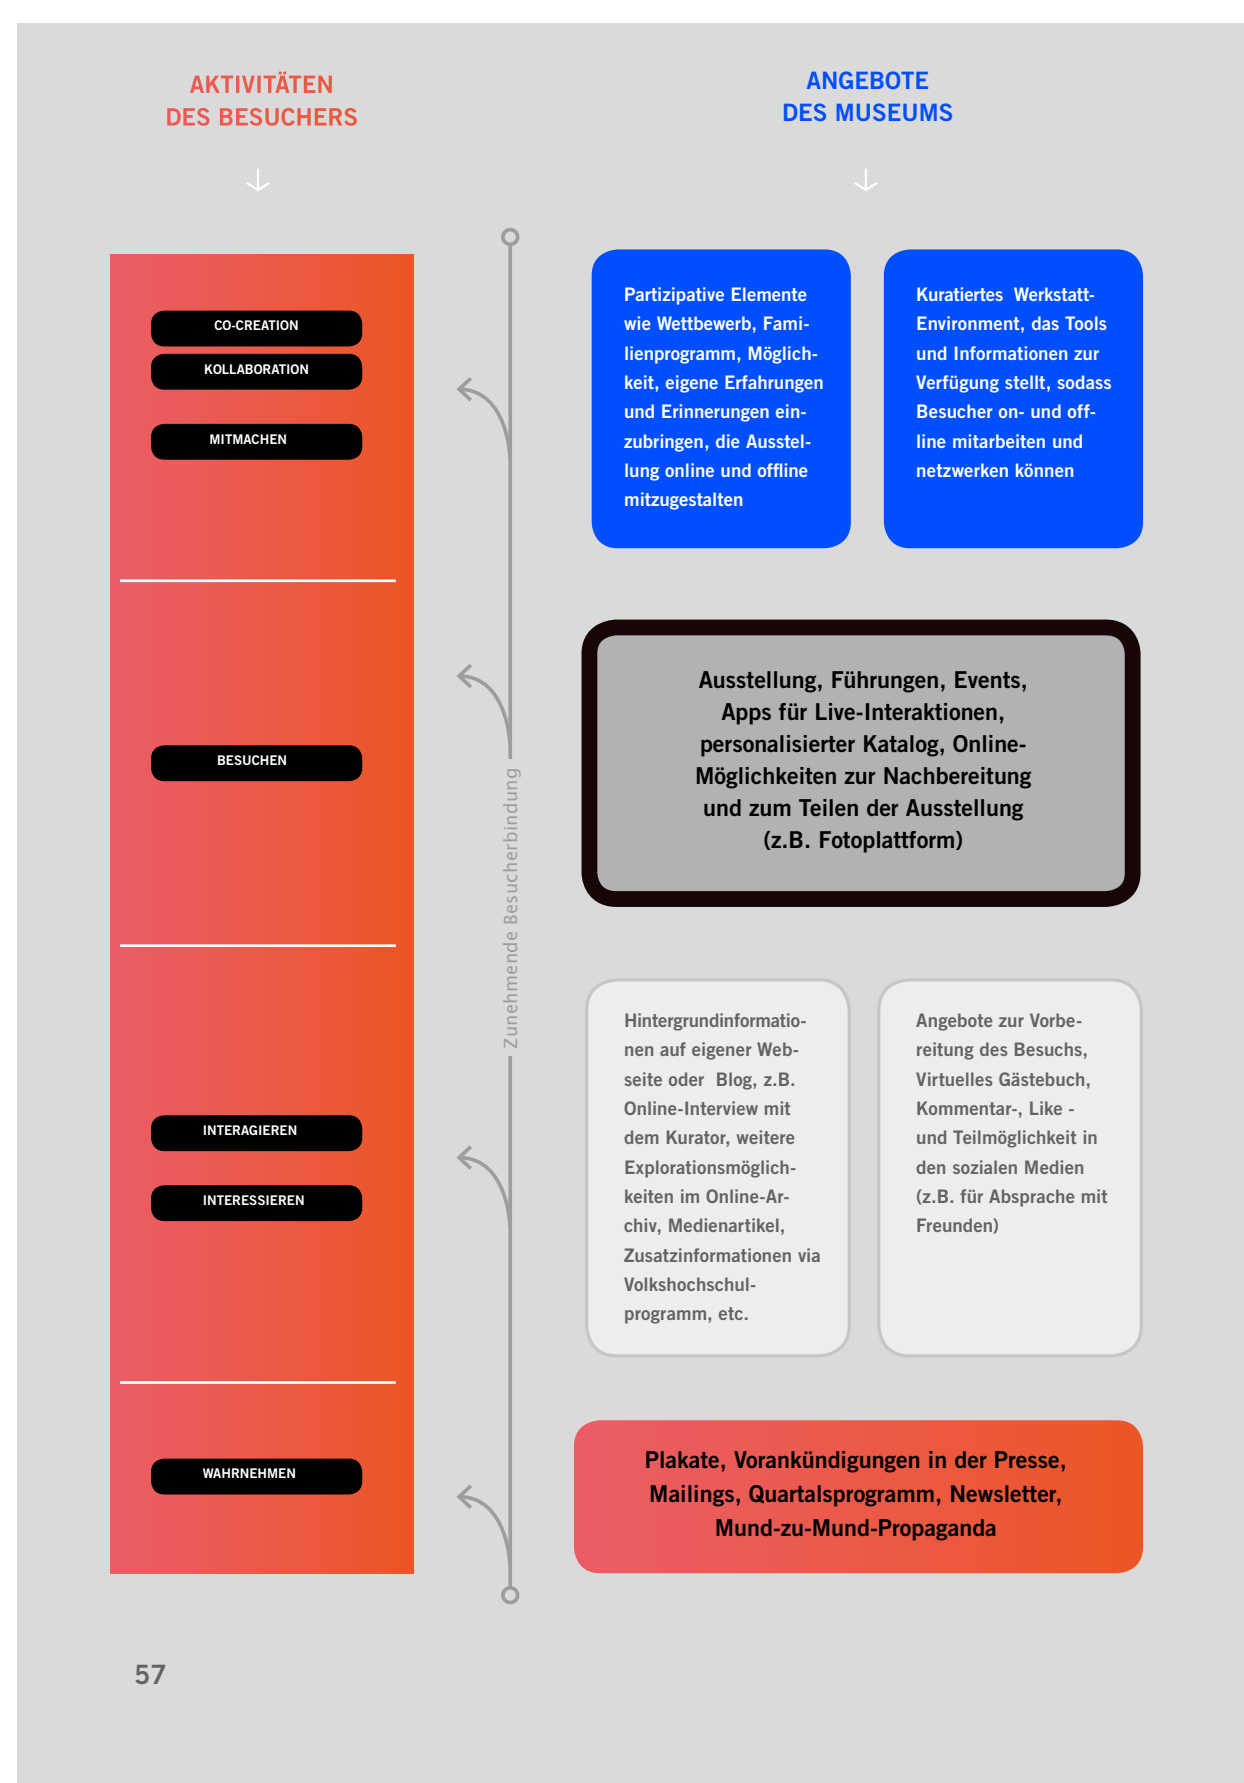 AKTIVITÄTEN
DES BESUCHERS
ANGEBOTE
DES MUSEUMS
CO-CREATION
KOLLABORATION
MITMACHEN
Partizipative Elemente
wie Wettbewerb, Fami-
lienprogramm, Möglich-
keit, eigene Erfahrungen
und Erinnerungen ein-
zubringen, die Ausstel-
lung online und offline
mitzugestalten
Kuratiertes Werkstatt-
Environment, das Tools
und Informationen zur
Verfügung stellt, sodass
Besucher on- und off-
line mitarbeiten und
netzwerken können
BESUCHEN
Ausstellung, Führungen, Events,
Apps für Live-Interaktionen,
personalisierter Katalog, Online-
Möglichkeiten zur Nachbereitung
und zum Teilen der Ausstellung
(z.B. Fotoplattform)
Zunehmende Besucherbindung
INTERAGIEREN
INTERESSIEREN
Hintergrundinformatio-
nen auf eigener Web-
seite oder Blog, z.B.
Online-Interview mit
dem Kurator, weitere
Explorationsmöglich-
keiten im Online-Ar-
chiv, Medienartikel,
Zusatzinformationen via
Volkshochschul-
programm, etc.
Angebote zur Vorbe-
reitung des Besuchs,
Virtuelles Gästebuch,
Kommentar-, Like -
und Teilmöglichkeit in
den sozialen Medien
(z.B. für Absprache mit
Freunden)
WAHRNEHMEN
Plakate, Vorankündigungen in der Presse,
Mailings, Quartalsprogramm, Newsletter,
Mund-zu-Mund-Propaganda
57